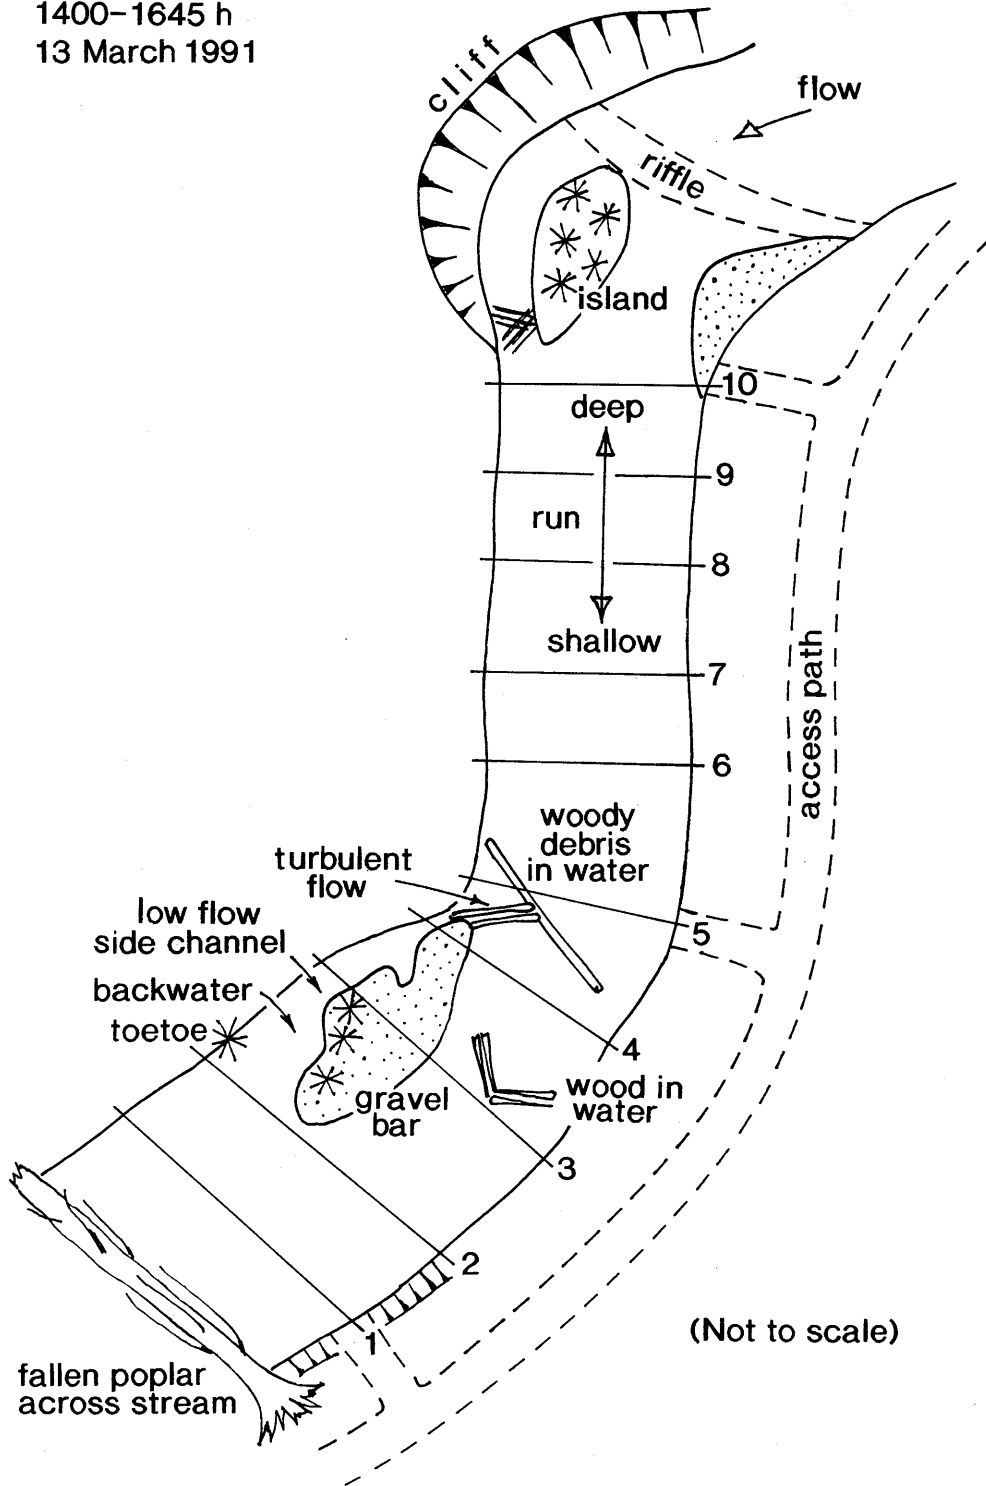 1400-1645 h
13 March 1991
cliff
flow
riffle
island
10
deep
9
run
8
shallow
7
access path
6
woody
debris
in water
turbulent
flow
low flow
side channel
5
backwater
toetoe
4
wood in
water
gravel
bar
3
2
1
(Not to scale)
fallen poplar
across stream